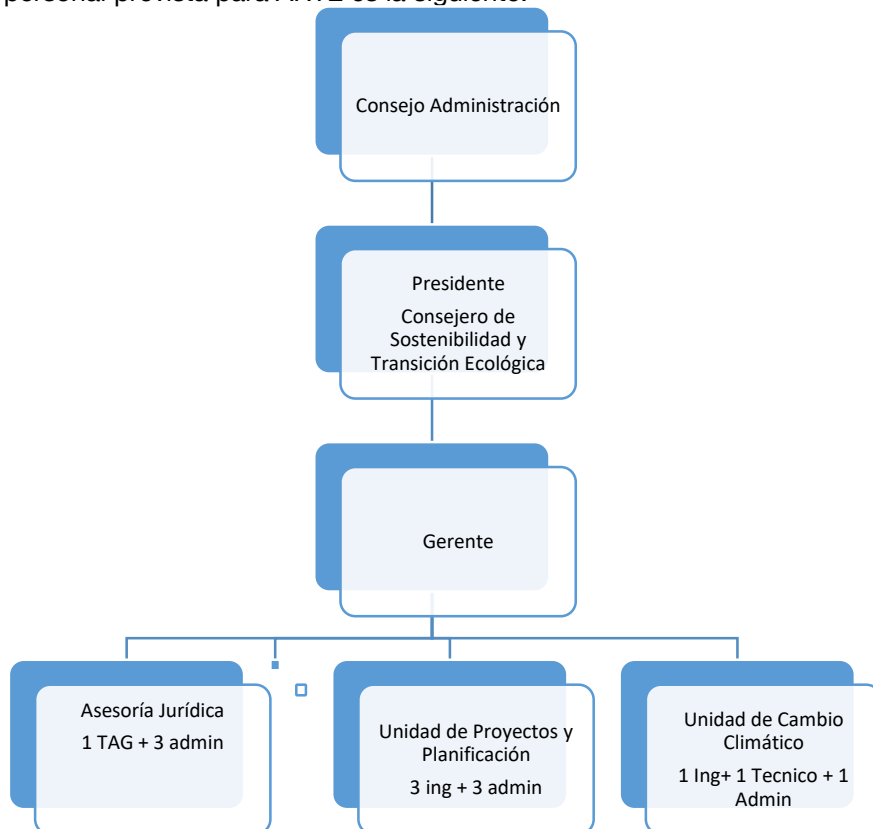 personal prevista para
es la siguiente:
Consejo Administración
Presidente
Consejero de
Sostenibilidad y
Transición Ecológica
Gerente
Asesoría Jurídica
1 TAG + 3 admin
Unidad de Proyectos y
Planificación
3 ing + 3 admin
Unidad de Cambio
Climático
1 Ing+ 1 Tecnico + 1
Admin